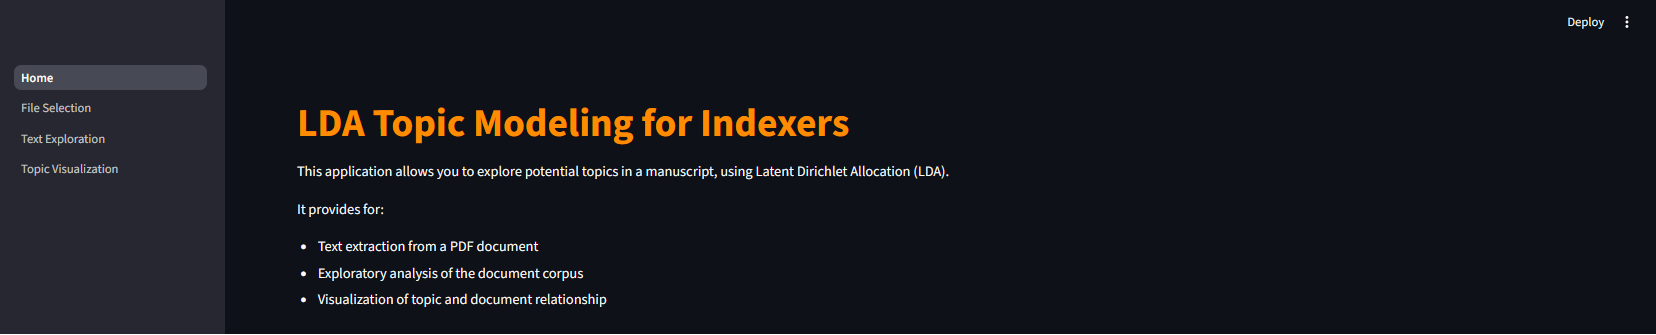 Deploy
Home
File Selection
Text Exploration
Topic Visualization
LDA Topic Modeling for Indexers
This application allows you to explore potential topics in a manuscript, using Latent Dirichlet Allocation (LDA).
It provides for:
• Text extraction from a PDF document
• Exploratory analysis of the document corpus
• Visualization of topic and document relationship